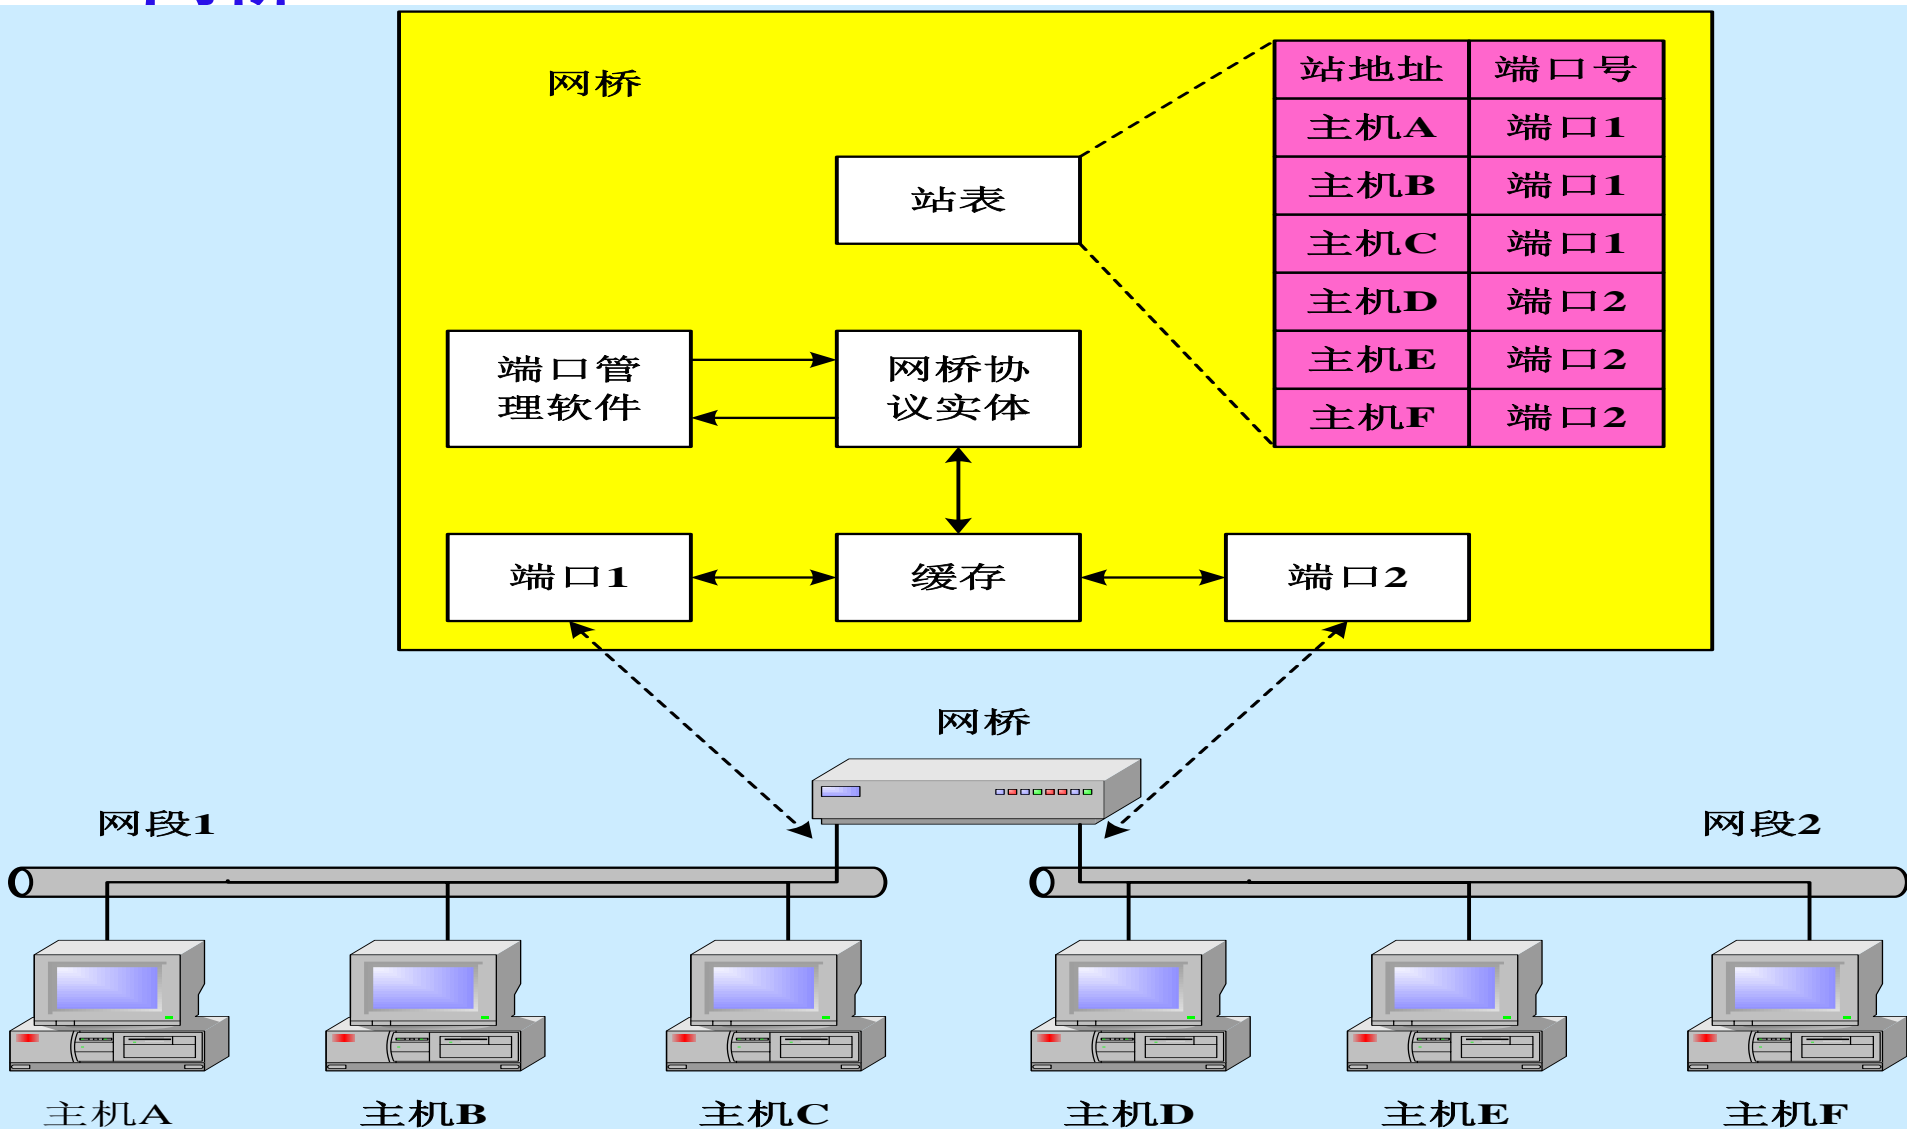 网桥
站地址 端口号
主机A 端口1
主机B 端口1
主机C 端口1
主机D 端口2
主机E 端口2
主机F 端口2
站表
端口管
理软件
网桥协
议实体
端口1
缓存
端口2
网桥
网段1
网段2
主机A
主机B
主机C
主机D
主机E
主机F